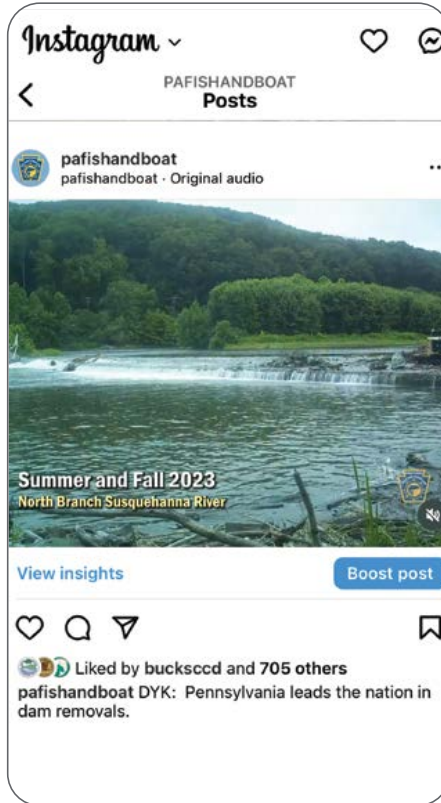 Instagram
PAFISHANDBOAT
Posts
pafishandboat
pafishandboat · Original audio
Summer and Fall 2023
North Branch Susquehanna River
View insights
Boost post
Liked by bucksccd and 705 others
pafishandboat DYK:  Pennsylvania leads the nation in
dam removals.